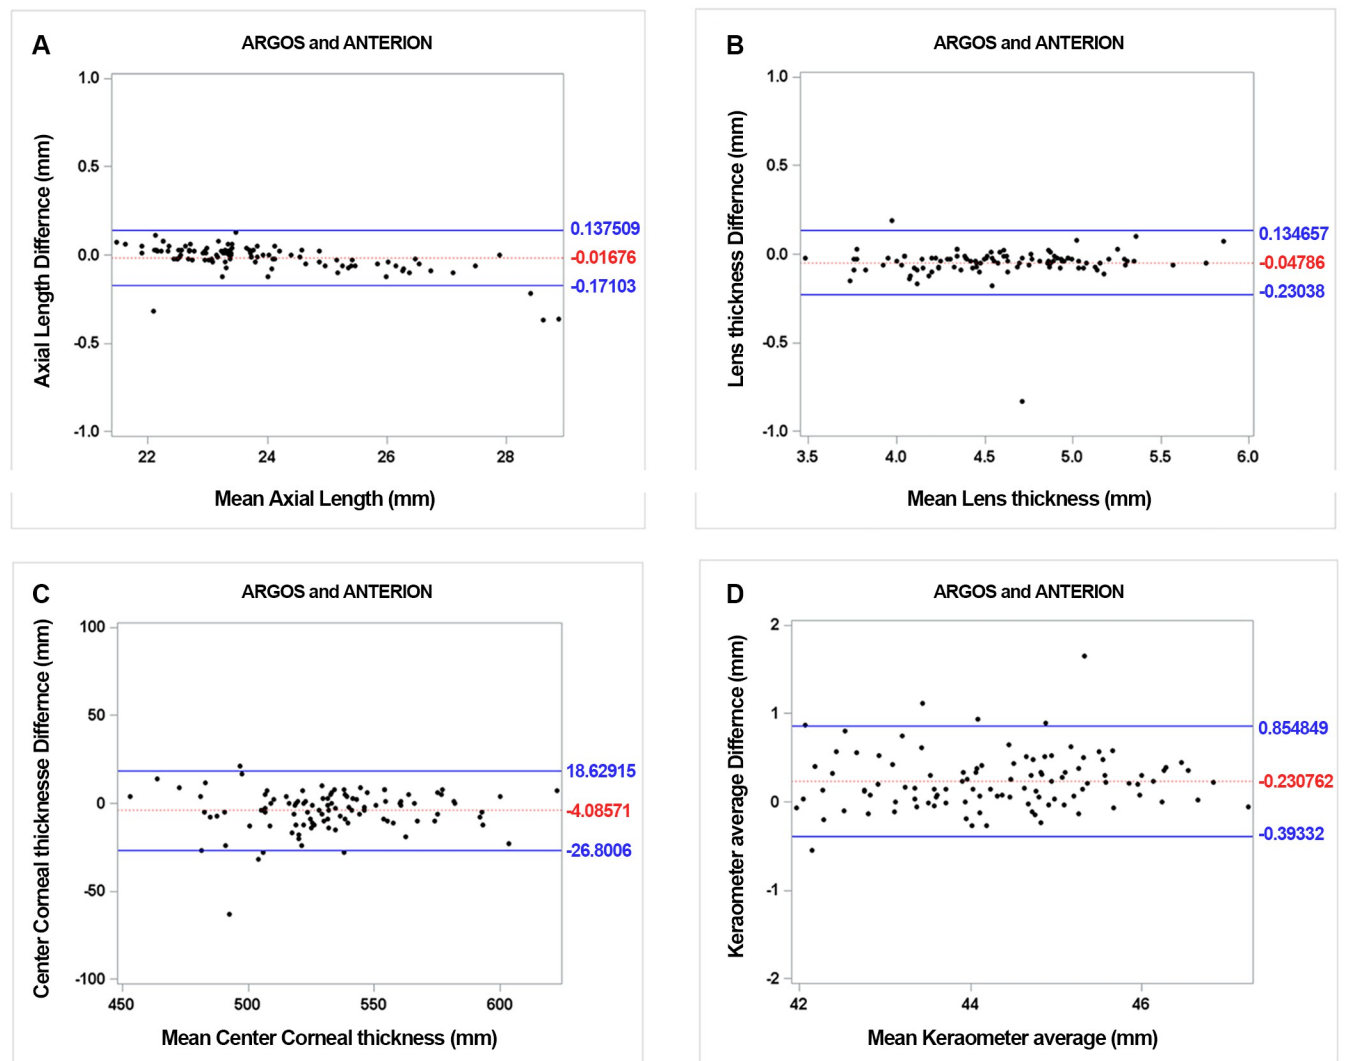 A
ARGOS and ANTERION
Axial Length Differnce (mm)
1.0
0.5
0.0
-0.5
-1.0
0.137509
-0.01676
-0.17103
22 24 26 28
Mean Axial Length (mm)
B
ARGOS and ANTERION
Lens thickness Differnce (mm)
1.0
0.5
0.0
-0.5
-1.0
0.134657
-0.04786
-0.23038
3.5 4.0 4.5 5.0 5.5 6.0
Mean Lens thickness (mm)
C
ARGOS and ANTERION
Center Corneal thicknesse Differnce (mm)
100
50
0
-50
-100
18.62915
-4.08571
-26.8006
450 500 550 600
Mean Center Corneal thickness (mm)
D
ARGOS and ANTERION
Keraometer average Differnce (mm)
2
1
0
-1
-2
0.854849
-0.230762
-0.39332
42 44 46
Mean Keraometer average (mm)